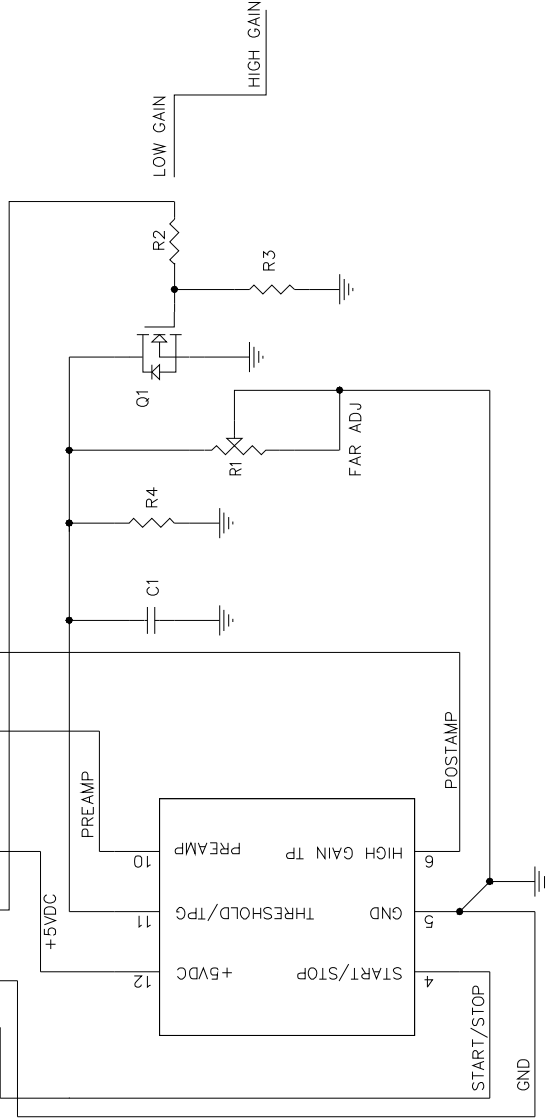 HIGH GAIN
LOW GAIN
R2
R3
Q1
R1
FAR ADJ
R4
C1
PREAMP
POSTAMP
+5VDC
10
PREAMP
HIGH GAIN TP
6
11
THRESHOLD/TPG
GND
5
12
+5VDC
START/STOP
4
START/STOP
GND